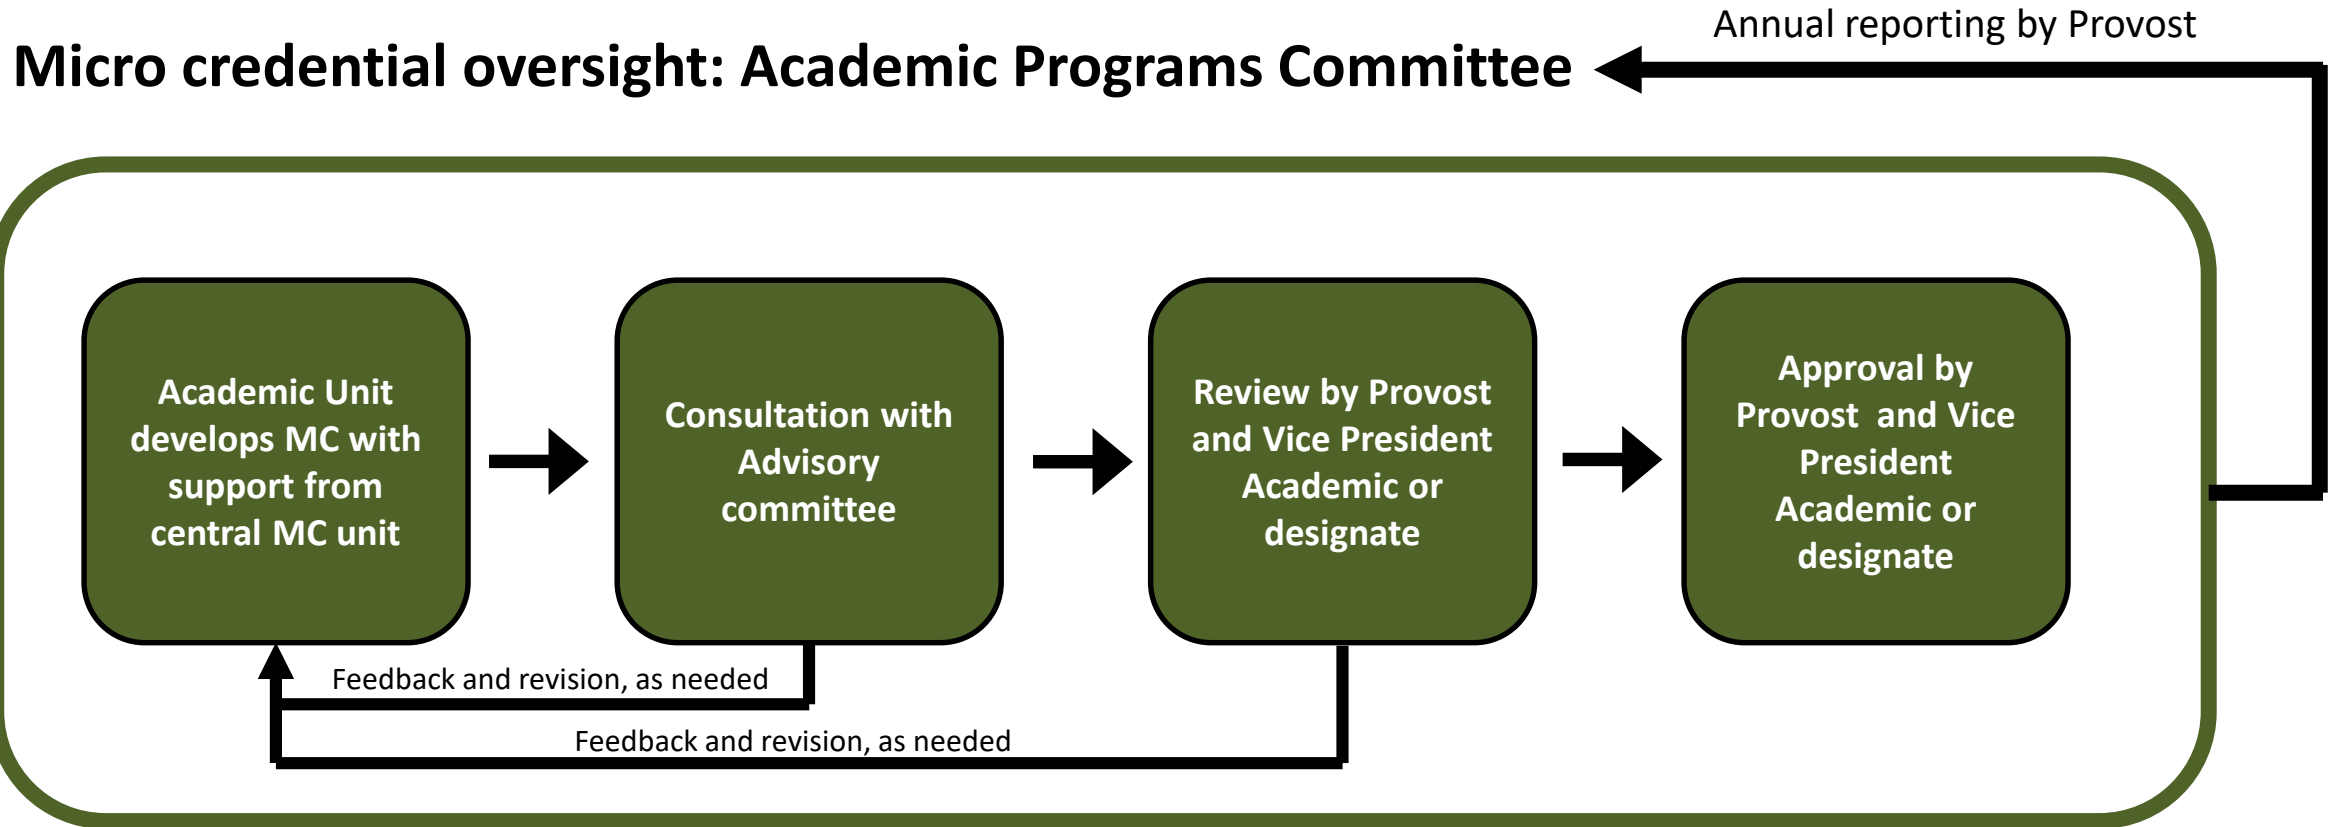 Annual reporting by Provost
Micro credential oversight: Academic Programs Committee
Academic Unit
develops MC with
support from
central MC unit
Consultation with
Advisory
committee
Review by Provost
and Vice President
Academic or
designate
Approval by
Provost  and Vice
President
Academic or
designate
Feedback and revision, as needed
Feedback and revision, as needed